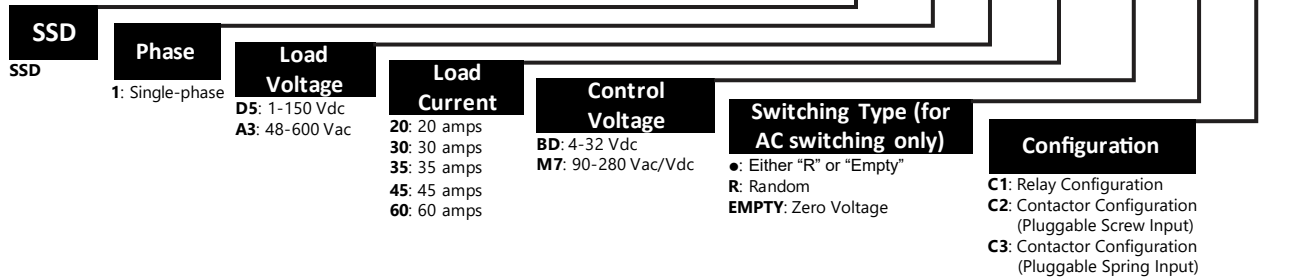 SSD
SSD
Phase
1: Single-phase
Load
Voltage
D5: 1-150 Vdc
A3: 48-600 Vac
Load
Current
20: 20 amps
30: 30 amps
35: 35 amps
45: 45 amps
60: 60 amps
Control
Voltage
BD: 4-32 Vdc
M7: 90-280 Vac/Vdc
Switching Type (for
AC switching only)
●: Either “R” or “Empty”
R: Random
EMPTY: Zero Voltage
Configuration
C1: Relay Configuration
C2: Contactor Configuration
(Pluggable Screw Input)
C3: Contactor Configuration
(Pluggable Spring Input)